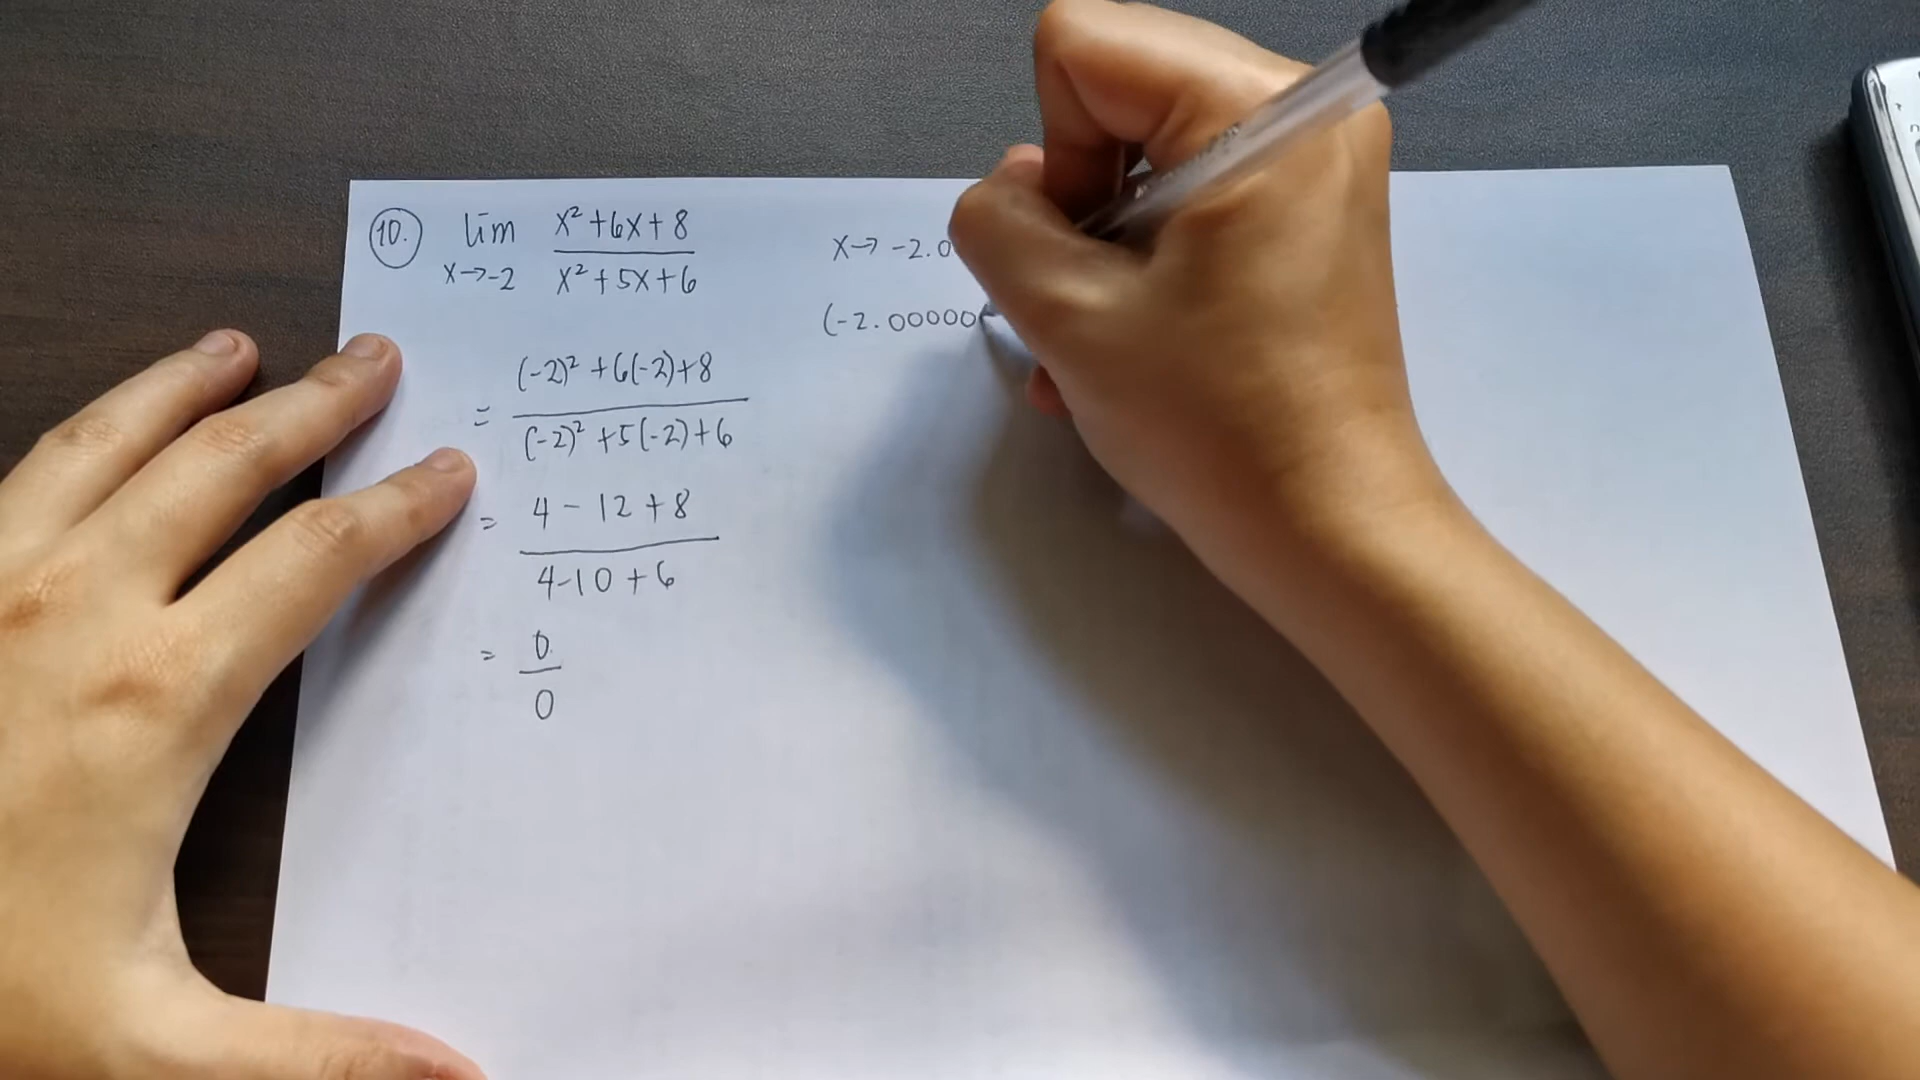 10. lim x²+6x+8
x→-2 x²+5x+6
= (-2)²+6(-2)+8
(-2)²+5(-2)+6
= 4-12+8
4-10+6
= 0
0
x→ -2.0
(-2.00000